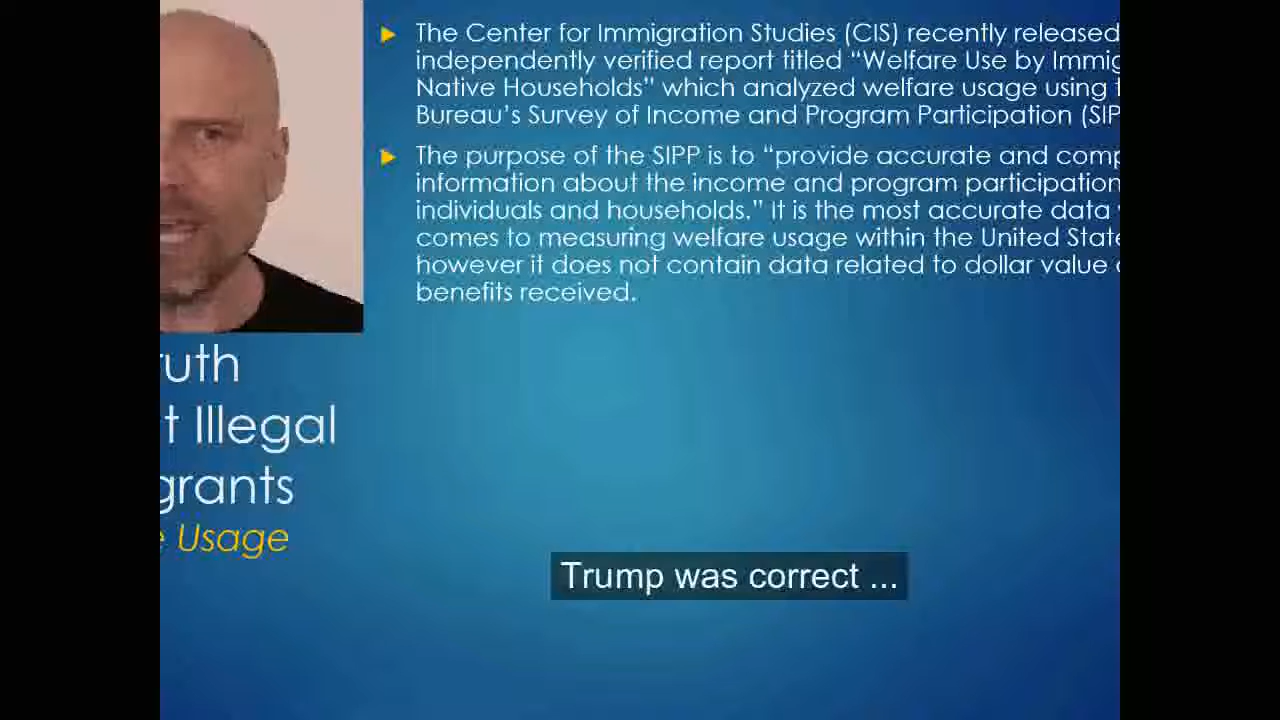 The Center for Immigration Studies (CIS) recently released
independently verified report titled “Welfare Use by Immig
Native Households” which analyzed welfare usage using t
Bureau’s Survey of Income and Program Participation (SIP
The purpose of the SIPP is to “provide accurate and comp
information about the income and program participation
individuals and households.” It is the most accurate data
comes to measuring welfare usage within the United State
however it does not contain data related to dollar value
benefits received.
ruth
t Illegal
grants
e Usage
Trump was correct ...